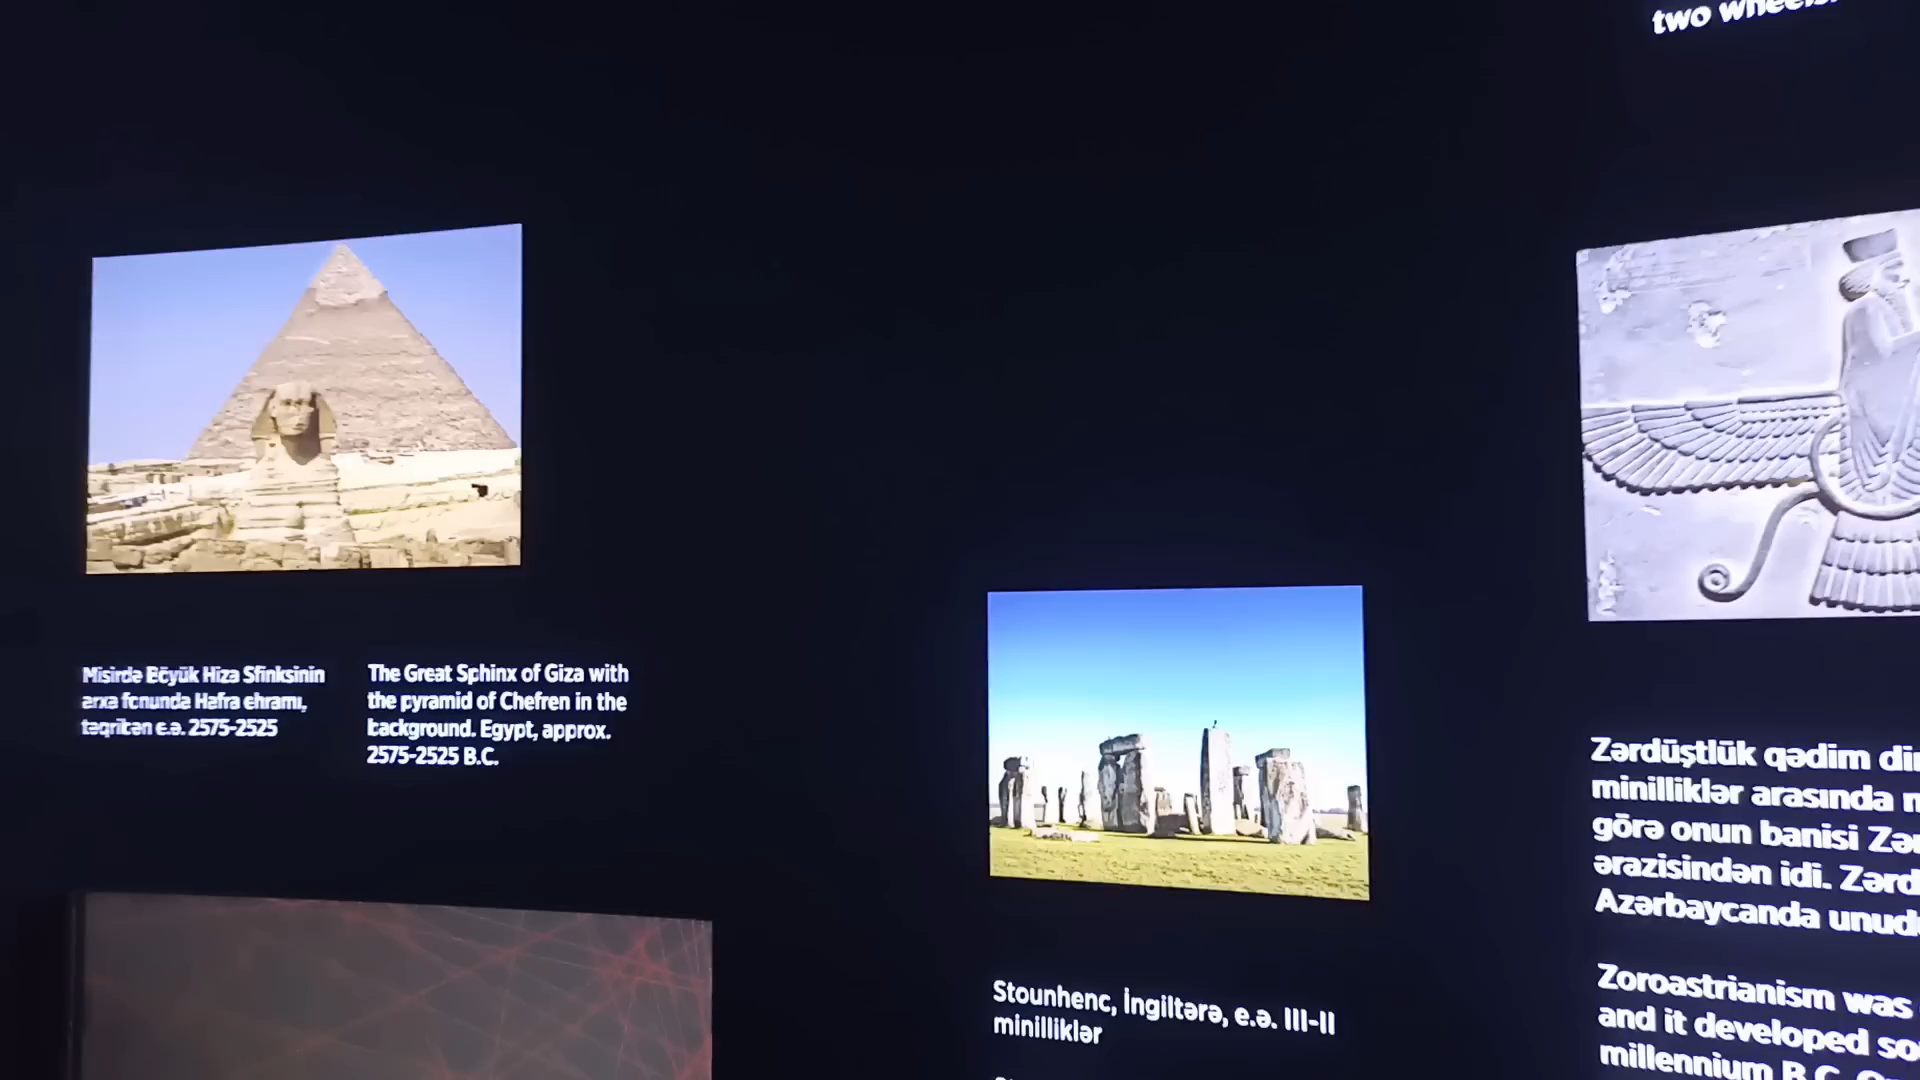 two wheels.
Misirdə Böyük Hiza Sfinksinin
arxa fonunda Hafra ehramı,
təqribən e.ə. 2575-2525
The Great Sphinx of Giza with
the pyramid of Chefren in the
background. Egypt, approx.
2575-2525 B.C.
Stounhenc, İngiltərə, e.ə. III-II
minilliklər
Zərdüştlük qədim
minilliklər arasında
görə onun banisi
ərazisindən idi.
Azərbaycanda
Zoroastrianism was
and it developed
millennium B.C.